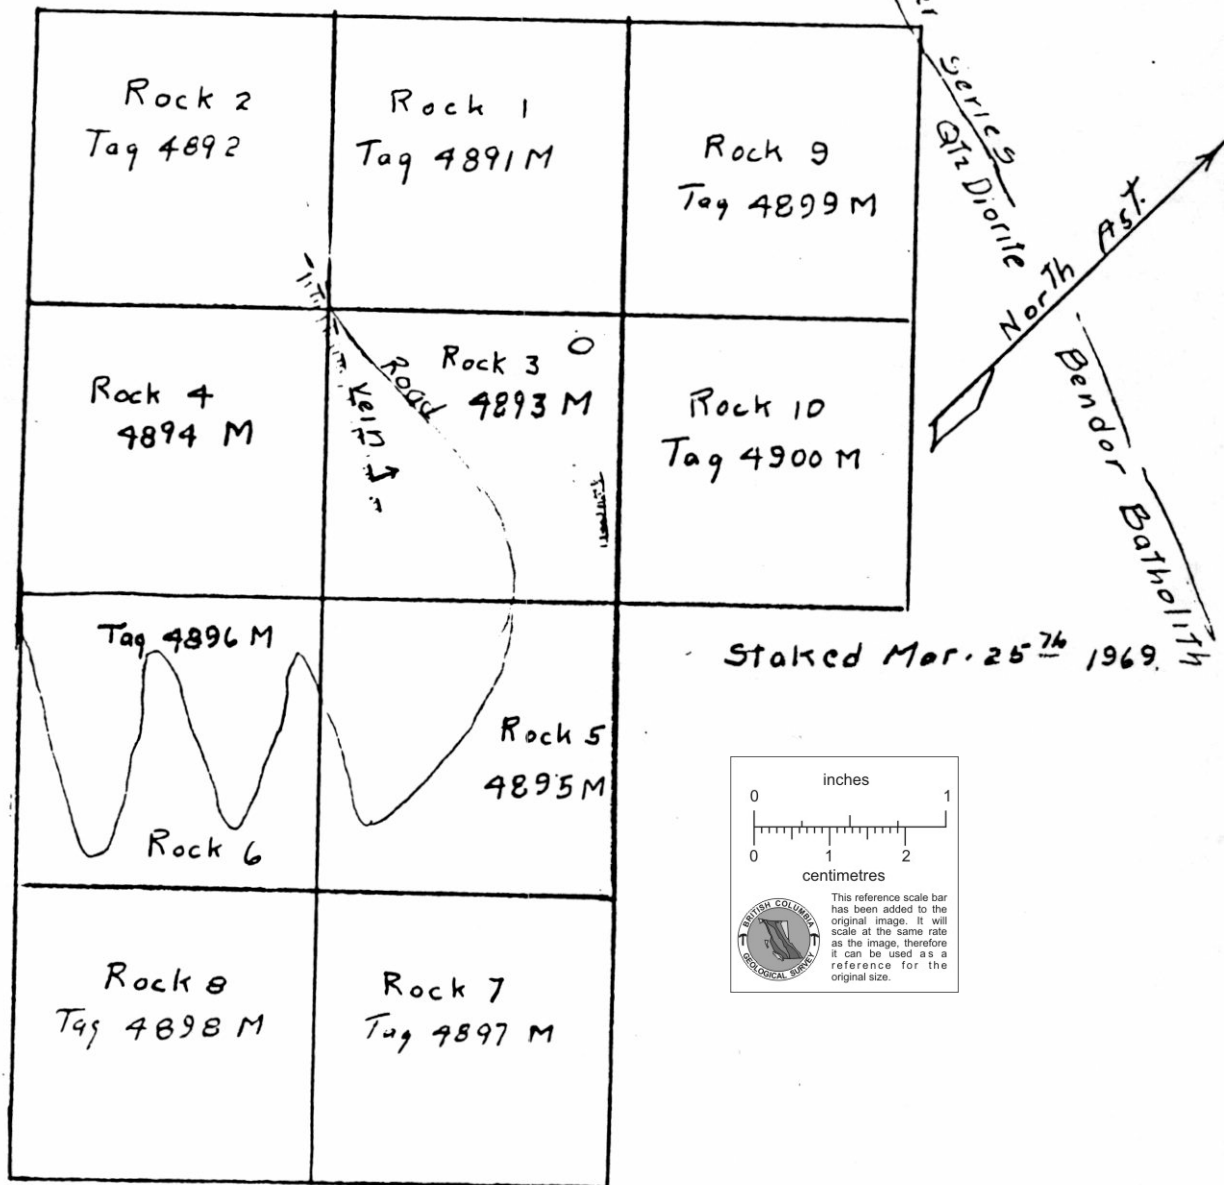 Rock 2
Tag 4892
Rock 1
Tag 4891 M
Rock 9
Tag 4899 M
series
Qtz Diorite
North Ast.
Rock 4
4894 M
Vein
Road
Rock 3
4893 M
Rock 10
Tag 4900 M
Bendor Batholith
Tag 4896 M
Rock 6
Rock 5
4895 M
Staked Mar. 25th 1969.
Rock 8
Tag 4898 M
Rock 7
Tag 4897 M
inches
0 1
0 1 2
centimetres
BRITISH COLUMBIA
GEOLOGICAL SURVEY
This reference scale bar
has been added to the
original image. It will
scale at the same rate
as the image, therefore
it can be used as a
reference for the
original size.